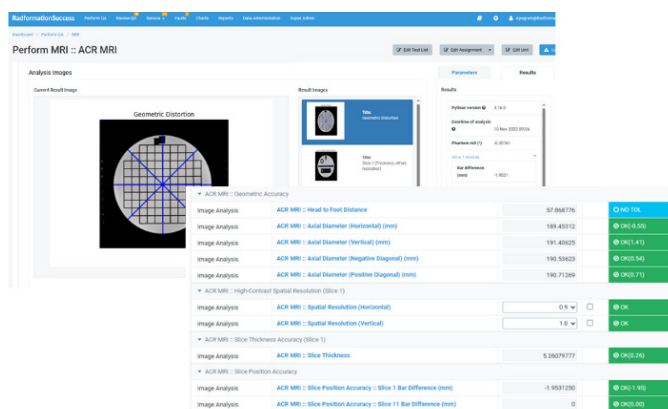 RadformationSuccess Perform QA Review QA Service Faults Charts Reports Data Administration Super Admin
Dashboard / Perform QA / MRI
Perform MRI :: ACR MRI
Edit Test List Edit Assignment Edit Unit
Analysis Images
Parameters Results
Current Result Image
Result Images
Results
Geometric Distortion
Title:
Geometric Distortion
Title:
Slice 1 (Thickness, offset
resolution)
Pylinac version
Datetime of analysis
Phantom roll (°)
Bar difference
(mm)
-1.9531
ACR MRI :: Geometric Accuracy
Image Analysis ACR MRI :: Head to Foot Distance 57.868776 NO TOL
Image Analysis ACR MRI :: Axial Diameter (Horizontal) (mm) 189.45312 OK(-0.55)
Image Analysis ACR MRI :: Axial Diameter (Vertical) (mm) 191.40625 OK(1.41)
Image Analysis ACR MRI :: Axial Diameter (Negative Diagonal) (mm) 190.53623 OK(0.54)
Image Analysis ACR MRI :: Axial Diameter (Positive Diagonal) (mm) 190.71269 OK(0.71)
ACR MRI :: High-Contrast Spatial Resolution (Slice 1)
Image Analysis ACR MRI :: Spatial Resolution (Horizontal) 0.9 OK
Image Analysis ACR MRI :: Spatial Resolution (Vertical) 1.0 OK
ACR MRI :: Slice Thickness Accuracy (Slice 1)
Image Analysis ACR MRI :: Slice Thickness 5.26079777 OK(0.26)
ACR MRI :: Slice Position Accuracy
Image Analysis ACR MRI :: Slice Position Accuracy :: Slice 1 Bar Difference (mm) -1.9531250 OK(-1.95)
Image Analysis ACR MRI :: Slice Position Accuracy :: Slice 11 Bar Difference (mm) 0 OK(0.00)